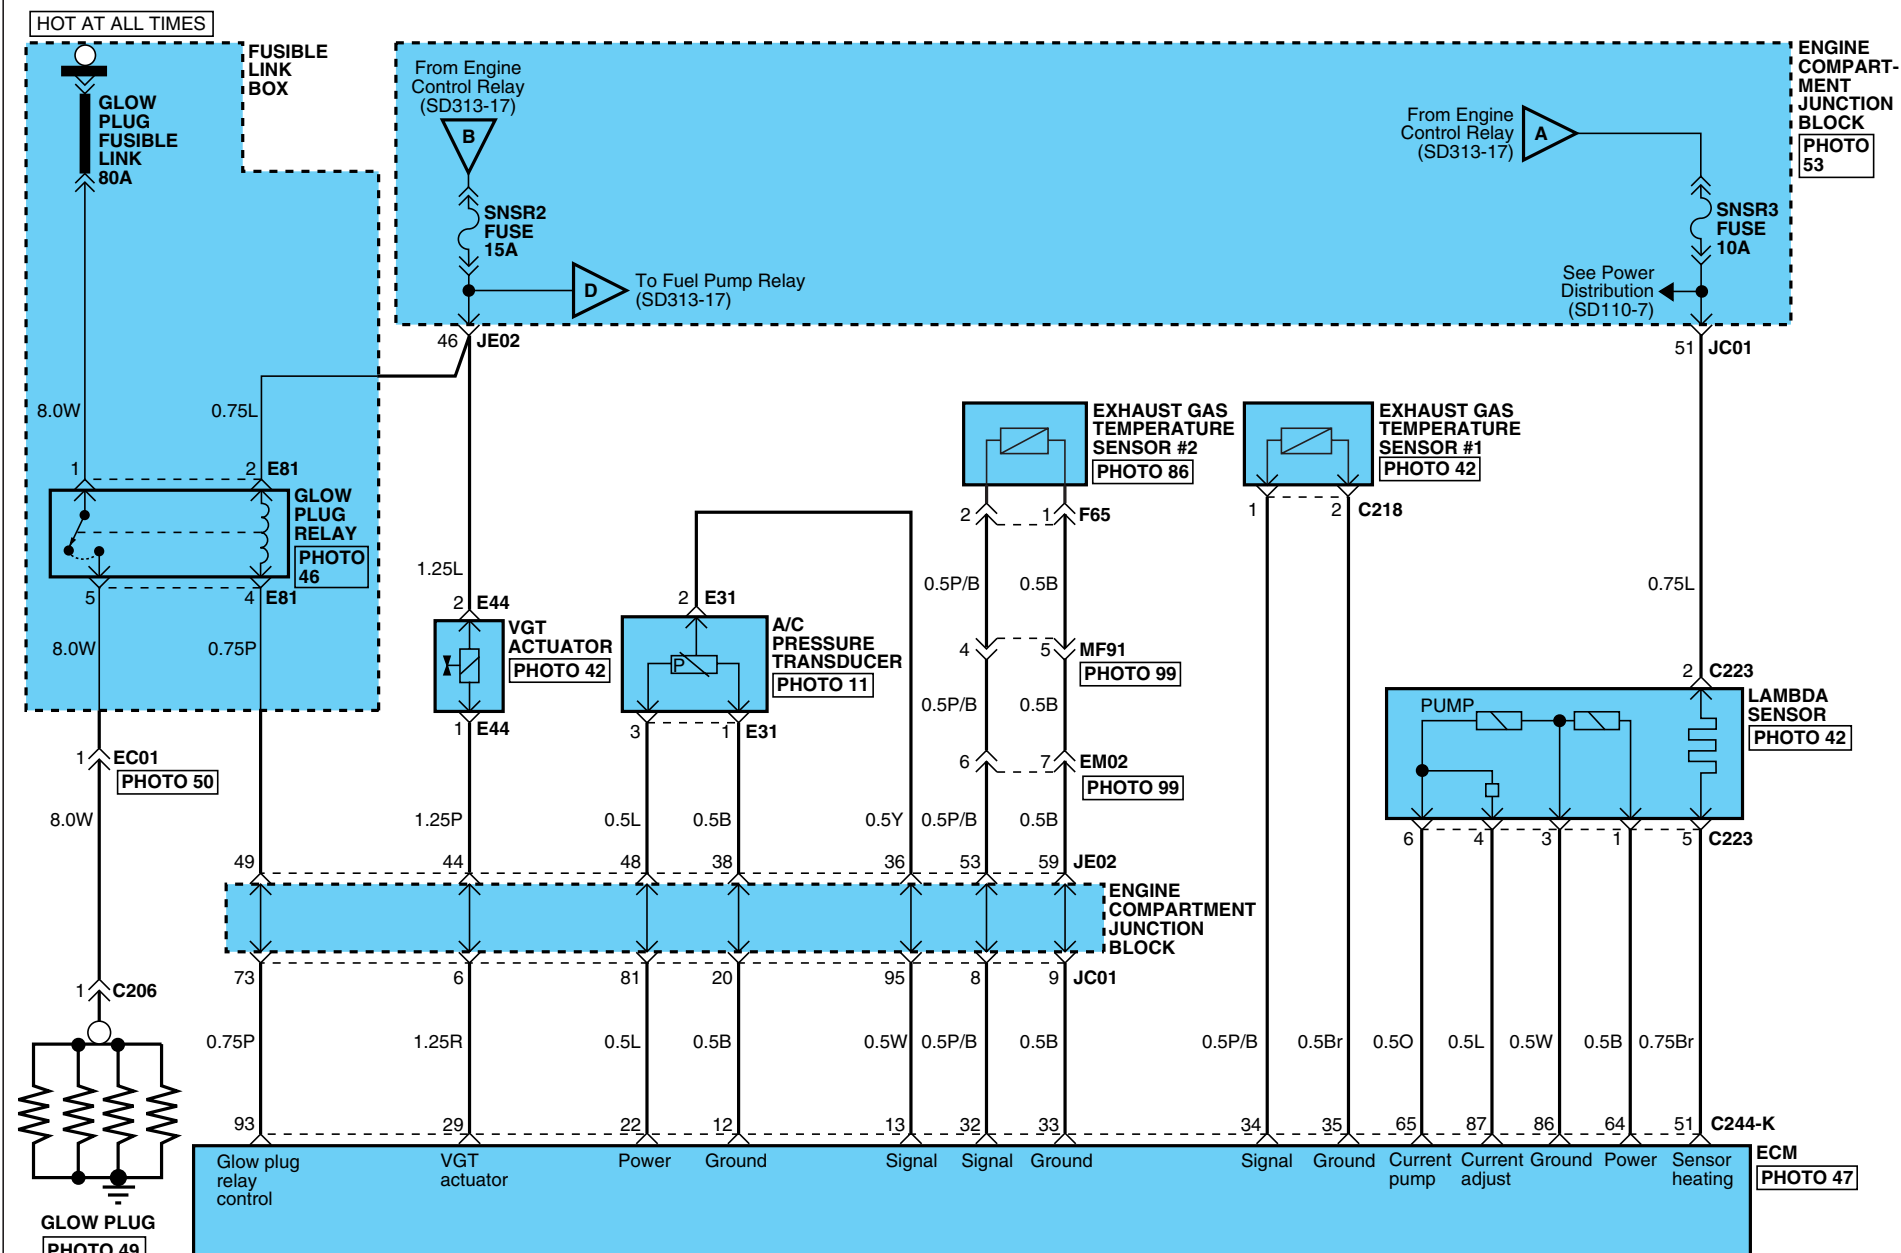 HOT AT ALL TIMES
FUSIBLE
LINK
BOX
GLOW
PLUG
FUSIBLE
LINK
80A
From Engine
Control Relay
(SD313-17)
B
SNSR2
FUSE
15A
D
To Fuel Pump Relay
(SD313-17)
From Engine
Control Relay
(SD313-17)
A
SNSR3
FUSE
10A
See Power
Distribution
(SD110-7)
ENGINE
COMPART-
MENT
JUNCTION
BLOCK
PHOTO
53
46 JE02
51 JC01
8.0W 0.75L
1 2 E81
GLOW
PLUG
RELAY
PHOTO
46
5 4 E81
8.0W 0.75P
1 EC01
PHOTO 50
8.0W
1 C206
GLOW PLUG
PHOTO 49
1.25L
2 E44
VGT
ACTUATOR
PHOTO 42
1 E44
1.25P
2 E31
A/C
PRESSURE
TRANSDUCER
PHOTO 11
P
3 1 E31
0.5L 0.5B 0.5Y 0.5P/B 0.5B
EXHAUST GAS
TEMPERATURE
SENSOR #2
PHOTO 86
2 1 F65
0.5P/B 0.5B
4 5 MF91
PHOTO 99
0.5P/B 0.5B
6 7 EM02
PHOTO 99
EXHAUST GAS
TEMPERATURE
SENSOR #1
PHOTO 42
1 2 C218
0.75L
2 C223
LAMBDA
SENSOR
PHOTO 42
PUMP
6 4 3 1 5 C223
49 44 48 38 36 53 59 JE02
ENGINE
COMPARTMENT
JUNCTION
BLOCK
73 6 81 20 95 8 9 JC01
0.75P 1.25R 0.5L 0.5B 0.5W 0.5P/B 0.5B 0.5P/B 0.5Br 0.5O 0.5L 0.5W 0.5B 0.75Br
93 29 22 12 13 32 33 34 35 65 87 86 64 51 C244-K
Glow plug
relay
control
VGT
actuator
Power
Ground
Signal
Signal
Ground
Signal
Ground
Current
pump
Current
adjust
Ground
Power
Sensor
heating
ECM
PHOTO 47